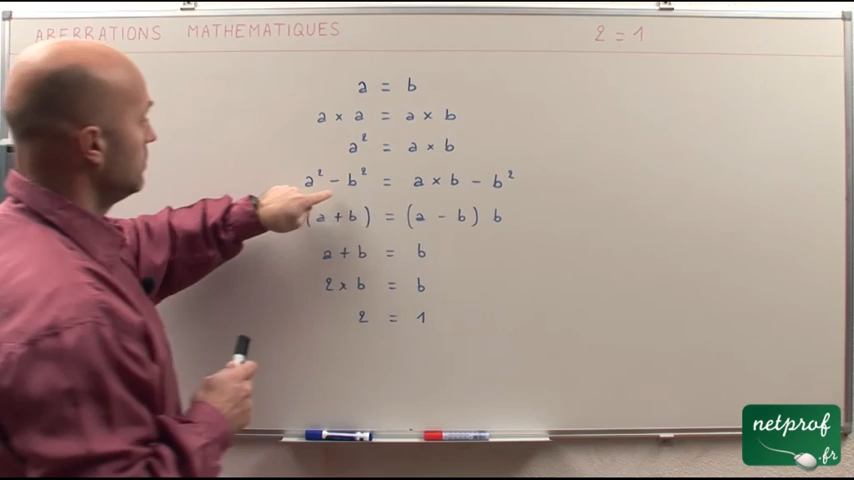 ABERRATIONS MATHEMATIQUES
2 = 1
a = b
a × a = a × b
a² = a × b
a² - b² = a × b - b²
(a + b) = (a - b) b
a + b = b
2 × b = b
2 = 1
netprof
.fr